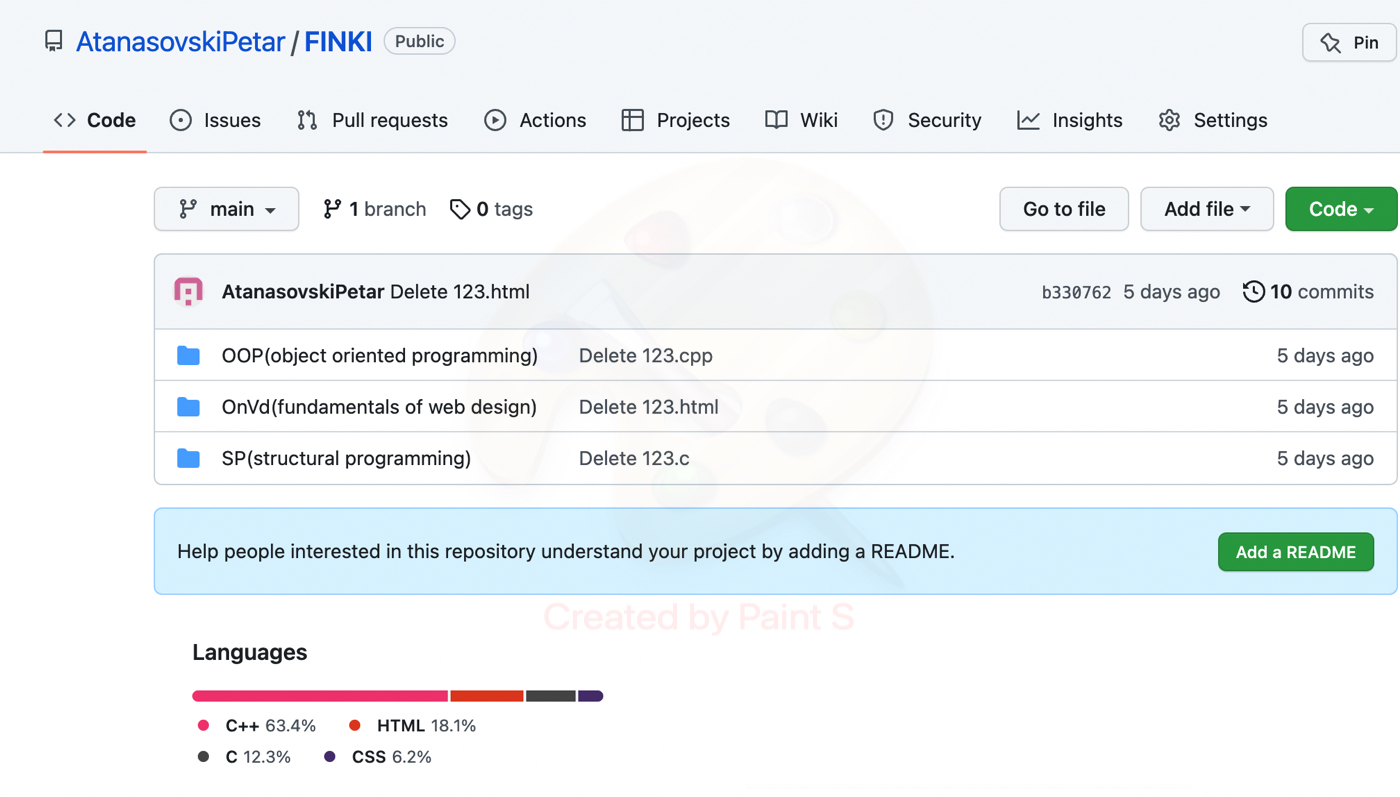 AtanasovskiPetar / FINKI Public
Pin
Code Issues Pull requests Actions Projects Wiki Security Insights Settings
main 1 branch 0 tags Go to file Add file Code
AtanasovskiPetar Delete 123.html b330762 5 days ago 10 commits
OOP(object oriented programming) Delete 123.cpp 5 days ago
OnVd(fundamentals of web design) Delete 123.html 5 days ago
SP(structural programming) Delete 123.c 5 days ago
Help people interested in this repository understand your project by adding a README. Add a README
Created by Paint S
Languages
C++ 63.4% HTML 18.1%
C 12.3% CSS 6.2%